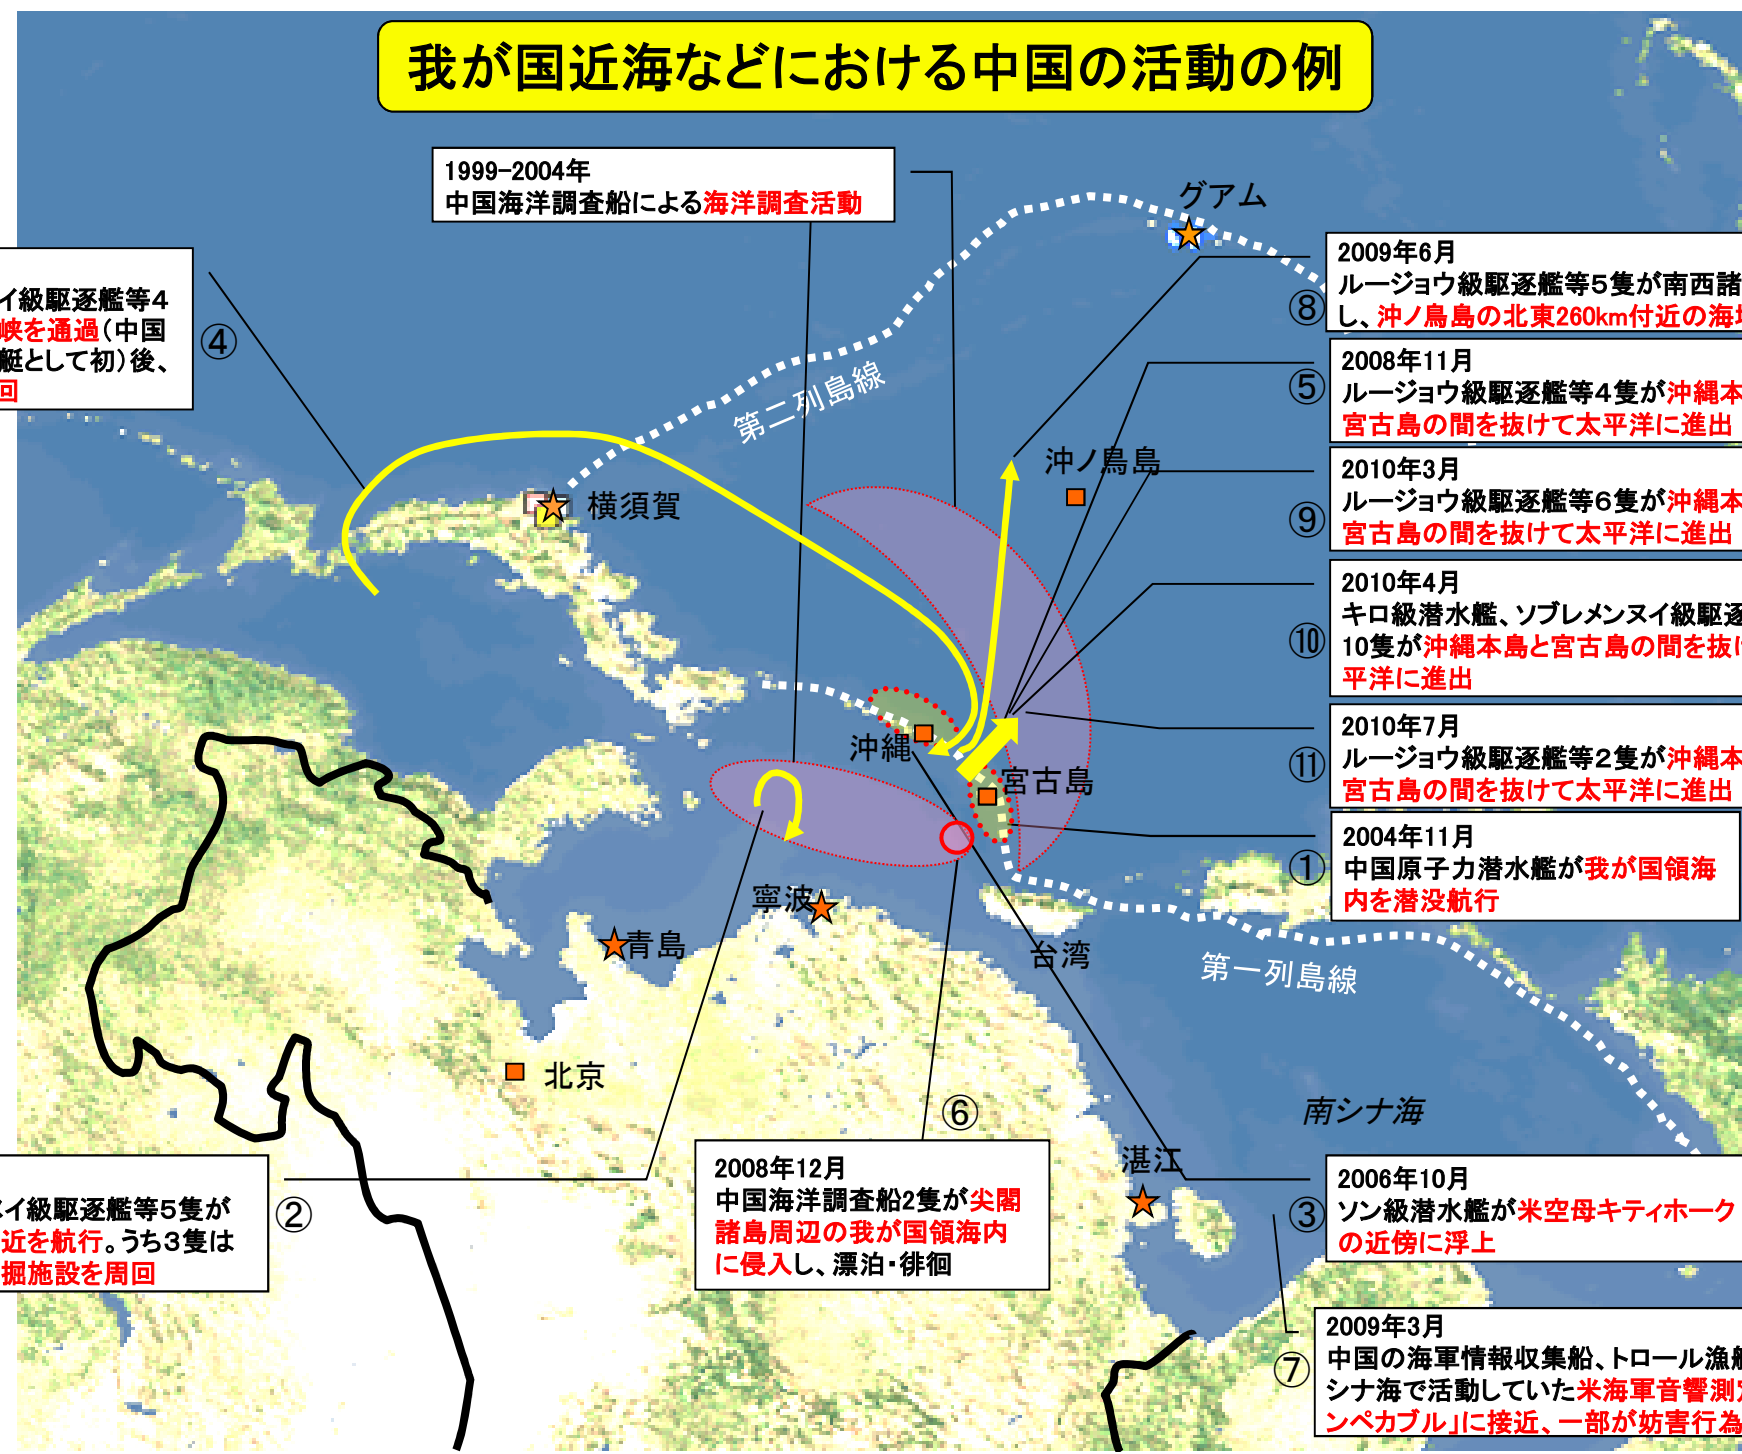 我が国近海などにおける中国の活動の例
1999-2004年
中国海洋調査船による海洋調査活動
グアム
イ級駆逐艦等4
峡を通過(中国
艇として初)後、
回
④
第二列島線
⑧
2009年6月
ルージョウ級駆逐艦等5隻が南西諸
し、沖ノ鳥島の北東260km付近の海
⑤
2008年11月
ルージョウ級駆逐艦等4隻が沖縄本
宮古島の間を抜けて太平洋に進出
沖ノ鳥島
横須賀
⑨
2010年3月
ルージョウ級駆逐艦等6隻が沖縄本
宮古島の間を抜けて太平洋に進出
⑩
2010年4月
キロ級潜水艦、ソブレメンヌイ級駆逐
10隻が沖縄本島と宮古島の間を抜け
平洋に進出
沖縄
宮古島
⑪
2010年7月
ルージョウ級駆逐艦等2隻が沖縄本
宮古島の間を抜けて太平洋に進出
①
2004年11月
中国原子力潜水艦が我が国領海
内を潜没航行
寧波
青島
台湾
第一列島線
北京
南シナ海
湛江
イ級駆逐艦等5隻が
近を航行。うち3隻は
掘施設を周回
②
⑥
2008年12月
中国海洋調査船2隻が尖閣
諸島周辺の我が国領海内
に侵入し、漂泊・徘徊
③
2006年10月
ソン級潜水艦が米空母キティホーク
の近傍に浮上
⑦
2009年3月
中国の海軍情報収集船、トロール漁船
シナ海で活動していた米海軍音響測定
ンペカブル」に接近、一部が妨害行為